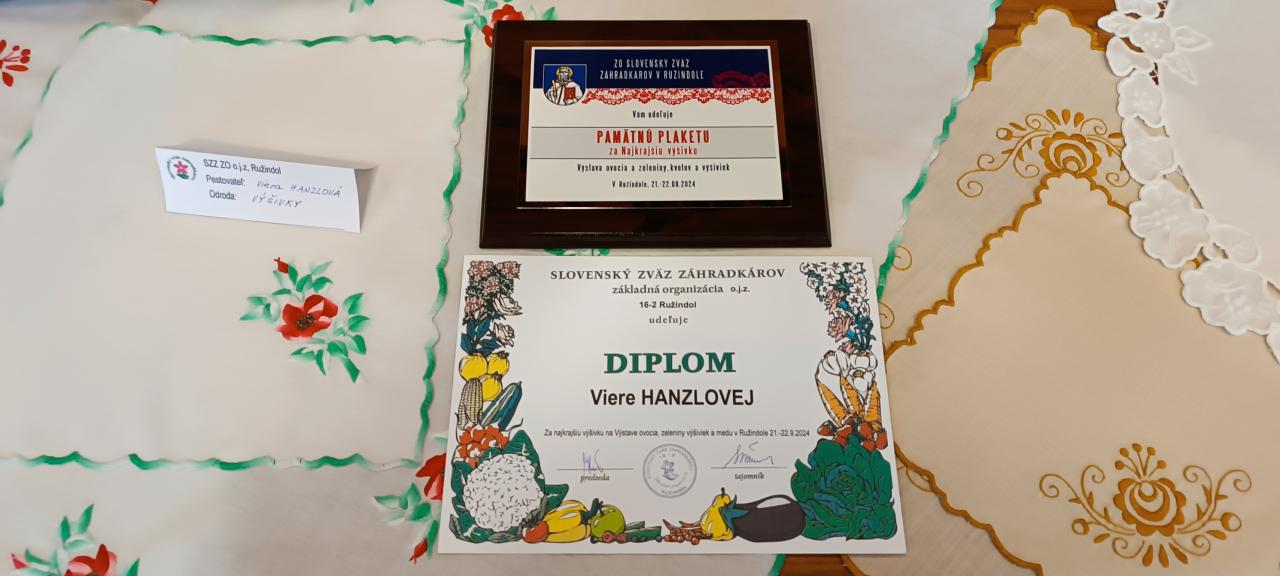 SZZ ZO o.j.z, Ružindol
Pestovateľ: Viera HANZLOVÁ
Odroda: VÝŠIVKY
ZO SLOVENSKÝ ZVÄZ
ZÁHRADKÁROV V RUŽINDOLE
Vam udeľuje
PAMÄTNÚ PLAKETU
za Najkrajšiu výšivku
Výstava ovocia a zeleniny, kvetov a výšiviek
V Ružindole, 21.-22.09.2024
SLOVENSKÝ ZVÄZ ZÁHRADKÁROV
základná organizácia o.j.z.
16-2 Ružindol
udeľuje
DIPLOM
Viere HANZLOVEJ
Za najkrajšiu výšivku na Výstave ovocia, zeleniny výšiviek a medu v Ružindole 21.-22.9.2024
predseda
tajomník
RUŽINDOL